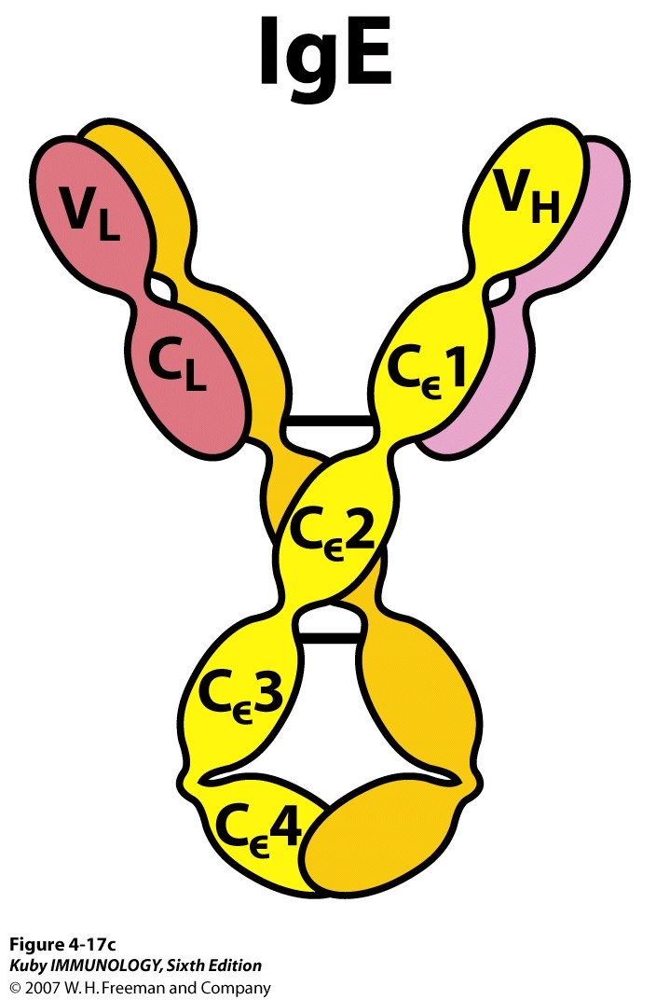 IgE
VL
VH
CL
Cϵ1
Cϵ2
Cϵ3
Cϵ4
Figure 4-17c
Kuby IMMUNOLOGY, Sixth Edition
© 2007 W. H. Freeman and Company